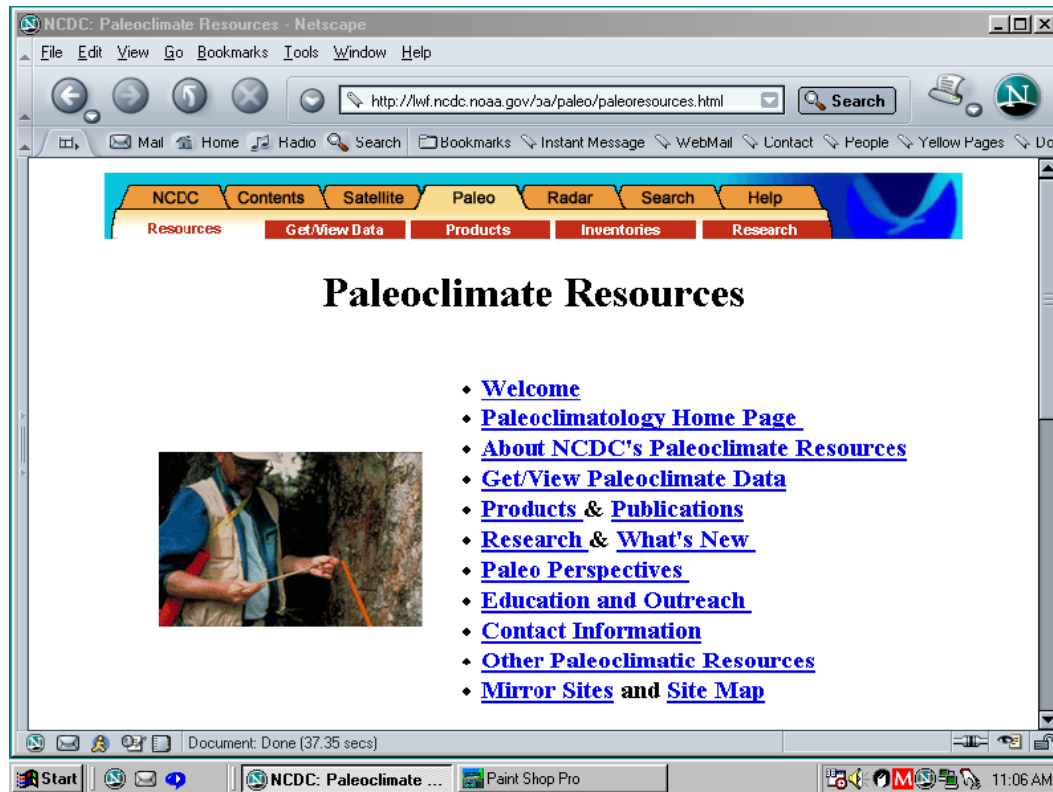 NCDC: Paleoclimate Resources - Netscape
File Edit View Go Bookmarks Tools Window Help
http://lwf.ncdc.noaa.gov/oa/paleo/paleoresources.html Search N
Mail Home Radio Search Bookmarks Instant Message WebMail Contact People Yellow Pages Do
NCDC Contents Satellite Paleo Radar Search Help
Resources Get/View Data Products Inventories Research
Paleoclimate Resources
• Welcome
• Paleoclimatology Home Page
• About NCDC's Paleoclimate Resources
• Get/View Paleoclimate Data
• Products & Publications
• Research & What's New
• Paleo Perspectives
• Education and Outreach
• Contact Information
• Other Paleoclimatic Resources
• Mirror Sites and Site Map
Document: Done (37.35 secs)
Start NCDC: Paleoclimate ... Paint Shop Pro M 11:06 AM